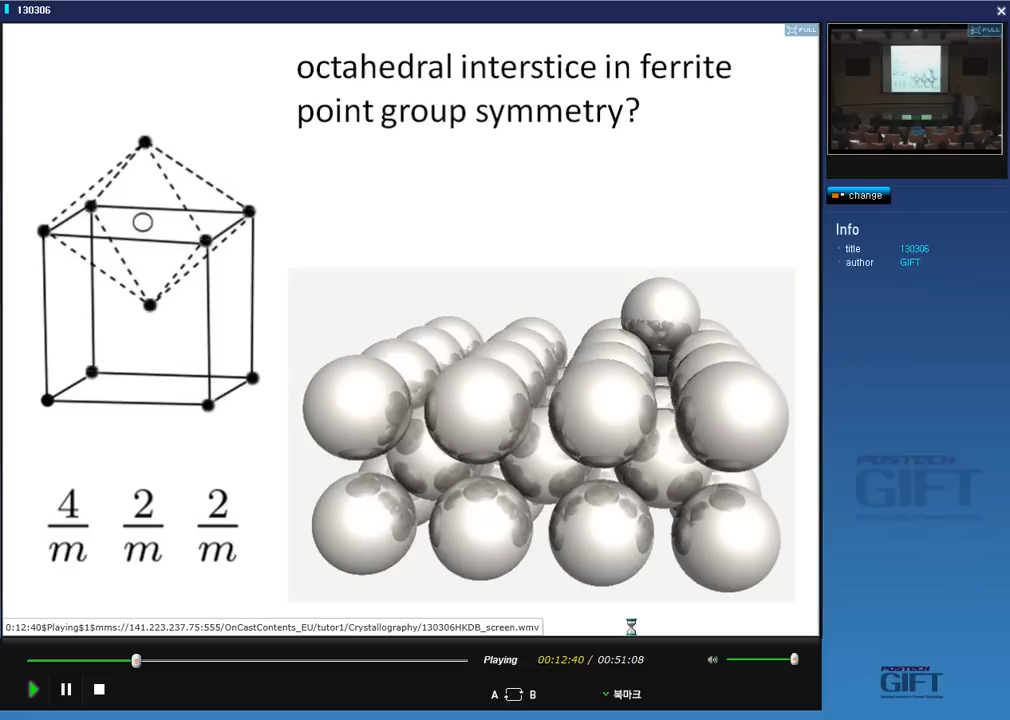 130306
FULL
FULL
octahedral interstice in ferrite
point group symmetry?
4 2 2
m m m
change
Info
title 130306
author GIFT
POSTECH
GIFT
0:12:40$Playing$1$mms://141.223.237.75:555/OnCastContents_EU/tutor1/Crystallography/130306HKDB_screen.wmv
Playing 00:12:40 / 00:51:08
A B 북마크
POSTECH
GIFT